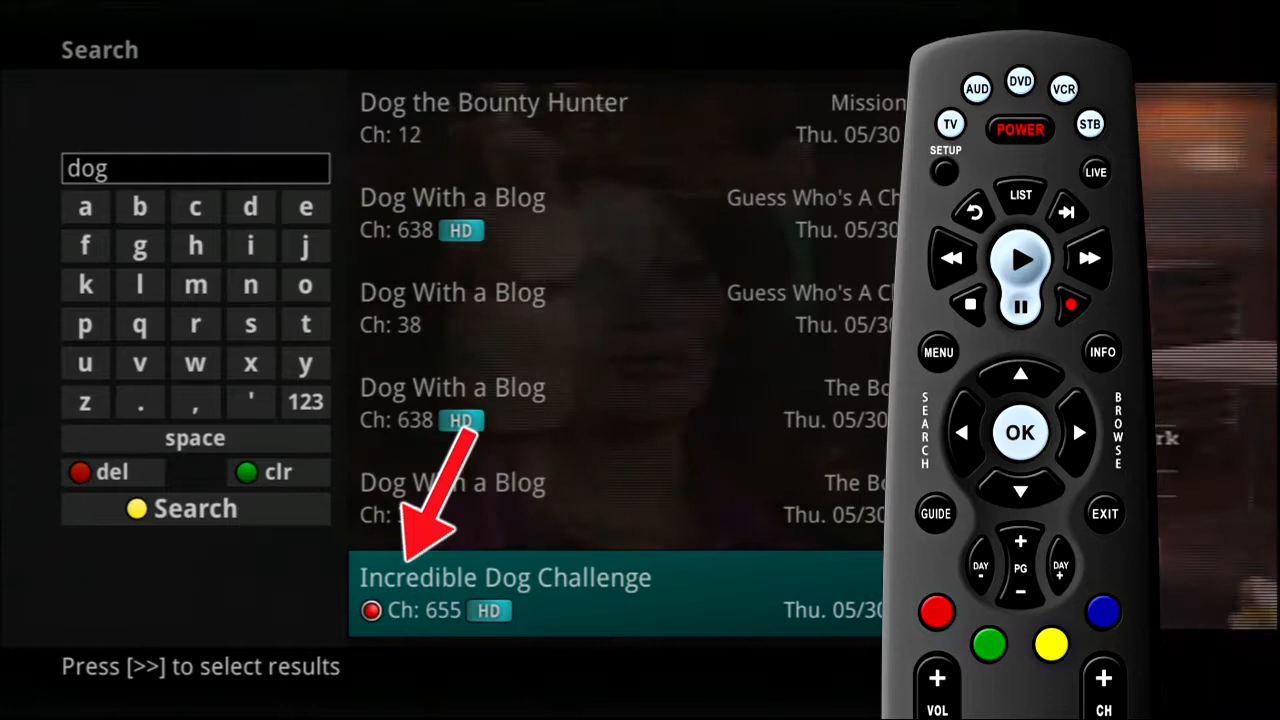 Search
dog
a b c d e
f g h i j
k l m n o
p q r s t
u v w x y
z . , ' 123
space
del clr
Search
Dog the Bounty Hunter Mission
Ch: 12 Thu. 05/30
Dog With a Blog Guess Who's A Ch
Ch: 638 HD Thu. 05/30
Dog With a Blog Guess Who's A C
Ch: 38 Thu. 05/30
Dog With a Blog The Bo
Ch: 638 HD Thu. 05/30
Dog With a Blog The Bo
Ch: Thu. 05/30
Incredible Dog Challenge
Ch: 655 HD Thu. 05/30
Press [>>] to select results
AUD DVD VCR
TV POWER STB
SETUP
LIVE
LIST
MENU INFO
SEARCH OK BROWSE
GUIDE EXIT
+
DAY - PG DAY +
-
+ +
VOL CH
rk